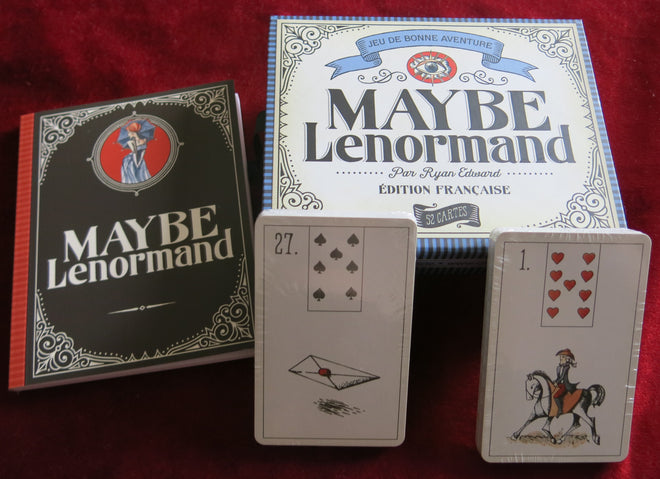 JEU DE BONNE AVENTURE
MAYBE
Lenormand
Par Ryan Edward
ÉDITION FRANÇAISE
52 CARTES
MAYBE
Lenormand
27.
1.